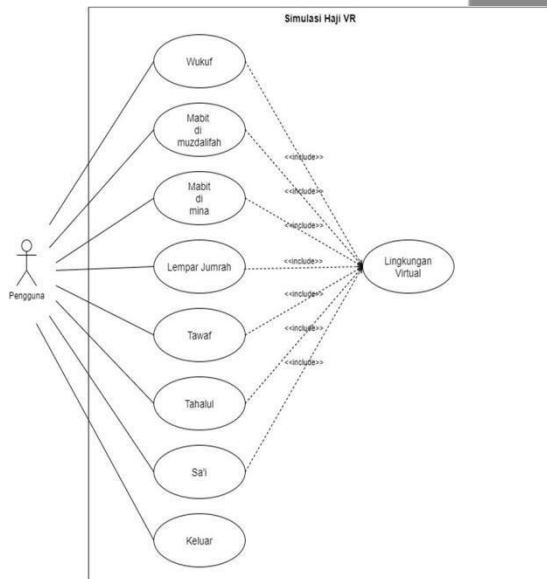 Simulasi Haji VR
Wukuf
Mabit
di
muzdalifah
<<include>>
<<include>>
Mabit
di
mina
<<include>>
Pengguna
Lempar Jumrah
<<include>>
Lingkungan
Virtual
<<include>>
Tawaf
<<include>>
Tahalul
<<include>>
Sa'i
Keluar